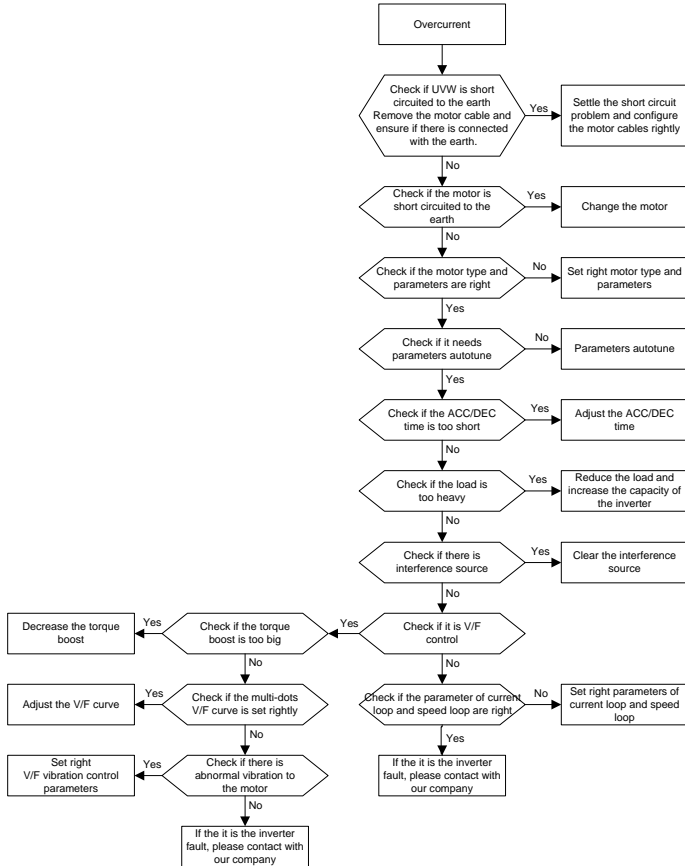 Overcurrent
Check if UVW is short
circuited to the earth
Remove the motor cable and
ensure if there is connected
with the earth.
Yes
Settle the short circuit
problem and configure
the motor cables rightly
No
Check if the motor is
short circuited to the
earth
Yes
Change the motor
No
Check if the motor type and
parameters are right
No
Set right motor type and
parameters
Yes
Check if it needs
parameters autotune
No
Parameters autotune
Yes
Check if the ACC/DEC
time is too short
Yes
Adjust the ACC/DEC
time
No
Check if the load is
too heavy
Yes
Reduce the load and
increase the capacity of
the inverter
No
Check if there is
interference source
Yes
Clear the interference
source
No
Decrease the torque
boost
Yes
Check if the torque
boost is too big
Yes
Check if it is V/F
control
No
No
Adjust the V/F curve
Yes
Check if the multi-dots
V/F curve is set rightly
Check if the parameter of current
loop and speed loop are right
No
Set right parameters of
current loop and speed
loop
No
Yes
Set right
V/F vibration control
parameters
Yes
Check if there is
abnormal vibration to
the motor
If the it is the inverter
fault, please contact with
our company
No
If the it is the inverter
fault, please contact with
our company